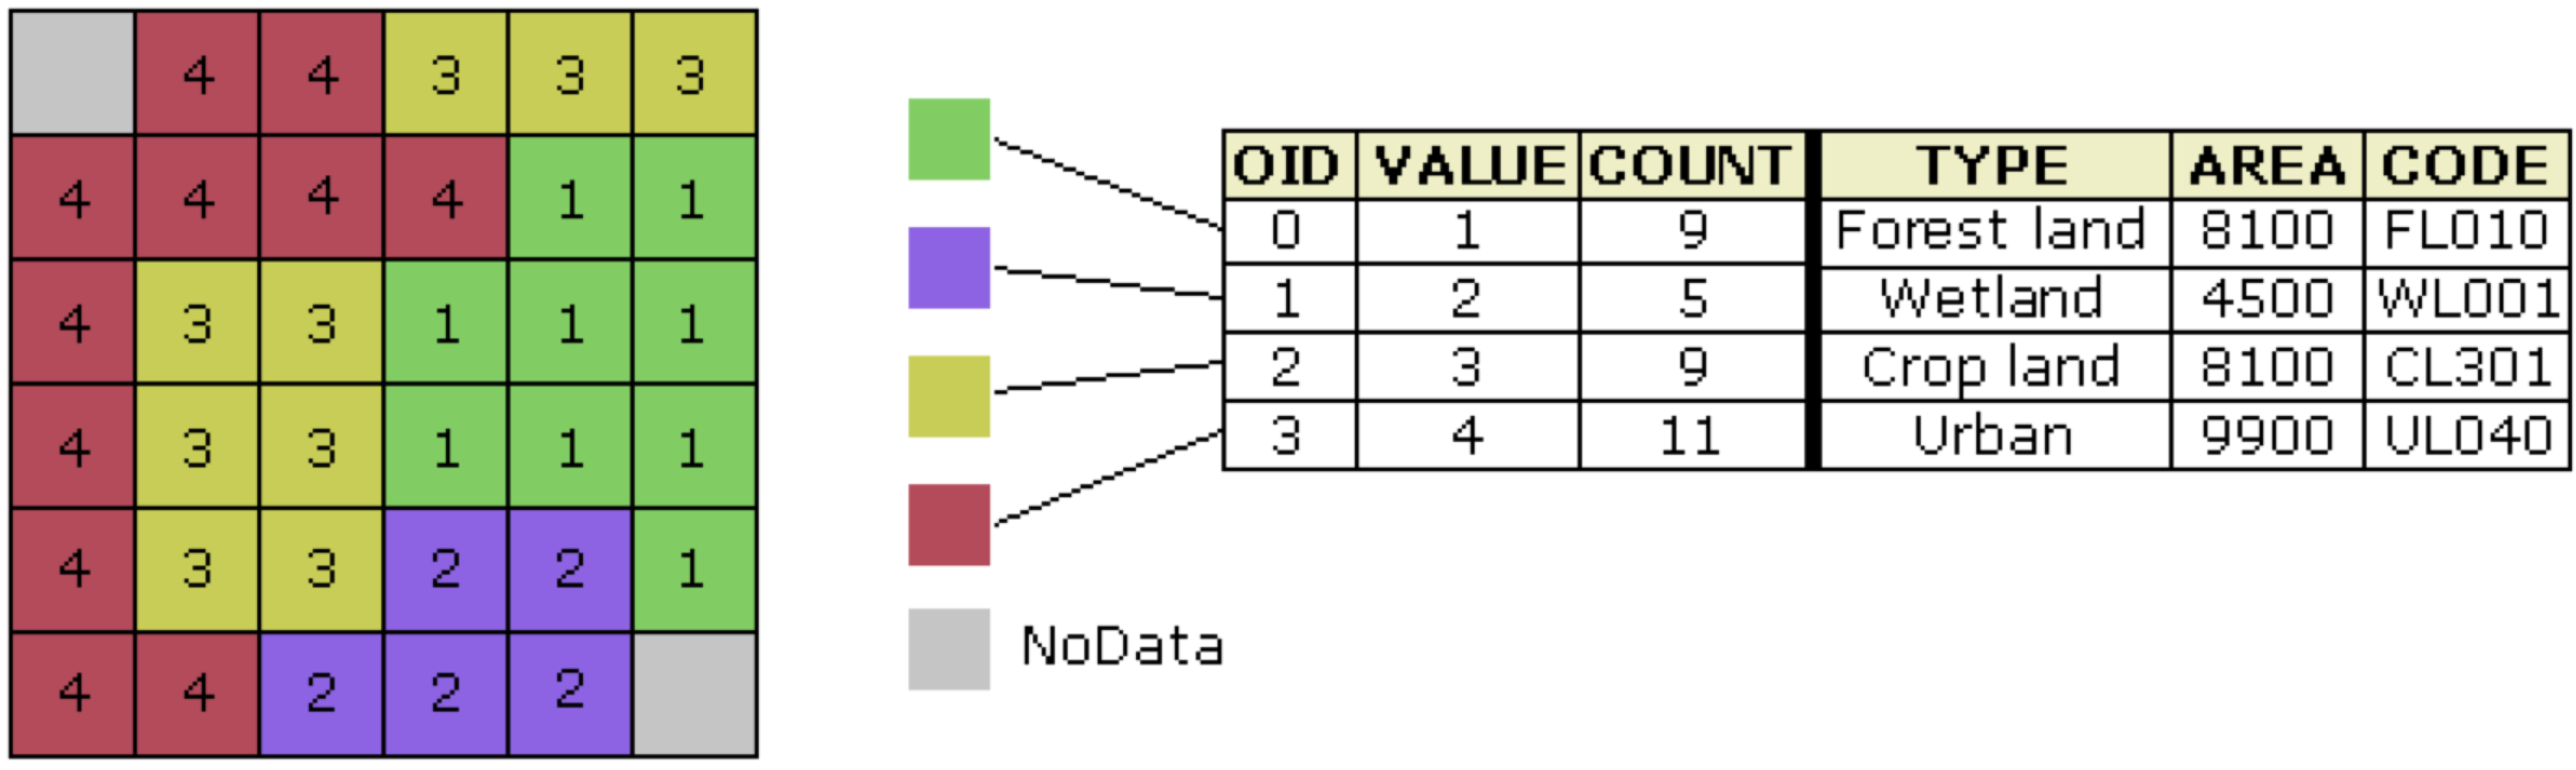 4 4 3 3 3
4 4 4 4 1 1
4 3 3 1 1 1
4 3 3 1 1 1
4 3 3 2 2 1
4 4 2 2 2
OID VALUE COUNT TYPE AREA CODE
0 1 9 Forest land 8100 FL010
1 2 5 Wetland 4500 WL001
2 3 9 Crop land 8100 CL301
3 4 11 Urban 9900 UL040
NoData